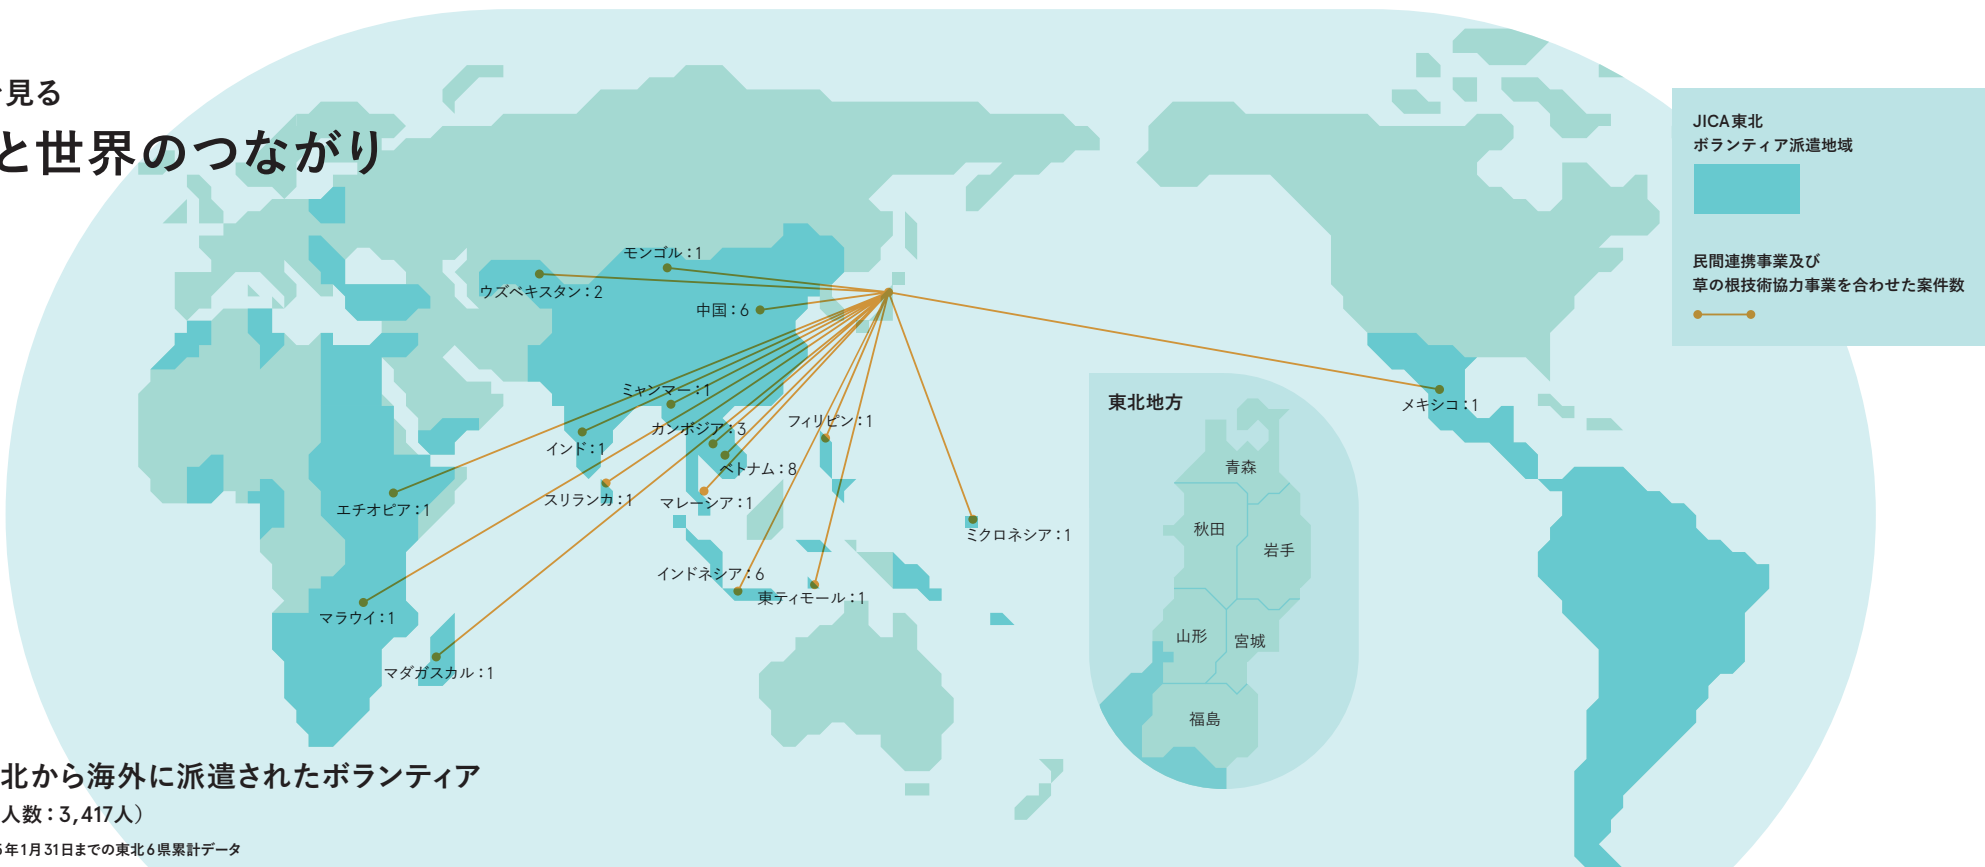 見る
と世界のつながり
JICA東北
ボランティア派遣地域
民間連携事業及び
草の根技術協力事業を合わせた案件数
モンゴル：1
ウズベキスタン：2
中国：6
ミャンマー：1
カンボジア：3
フィリピン：1
インド：1
ベトナム：8
スリランカ：1
マレーシア：1
エチオピア：1
ミクロネシア：1
インドネシア：6
東ティモール：1
マラウイ：1
マダガスカル：1
メキシコ：1
東北地方
青森
秋田
岩手
山形
宮城
福島
北から海外に派遣されたボランティア
人数：3,417人）
年1月31日までの東北6県累計データ